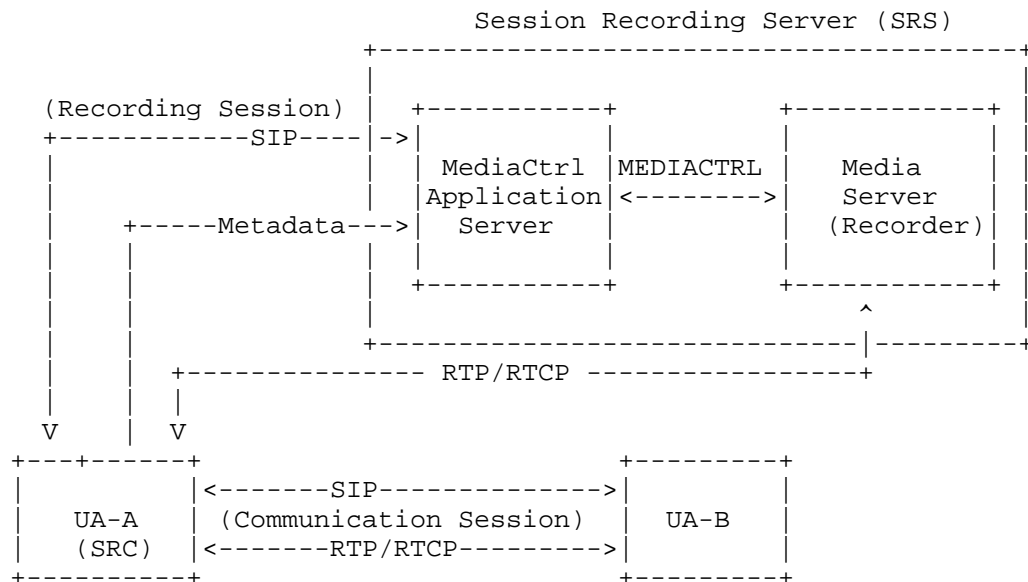 Session Recording Server (SRS)
(Recording Session)
SIP
MediaCtrl MEDIACTRL Media
Application Server
Metadata Server (Recorder)
RTP/RTCP
SIP
UA-A (Communication Session) UA-B
(SRC) RTP/RTCP